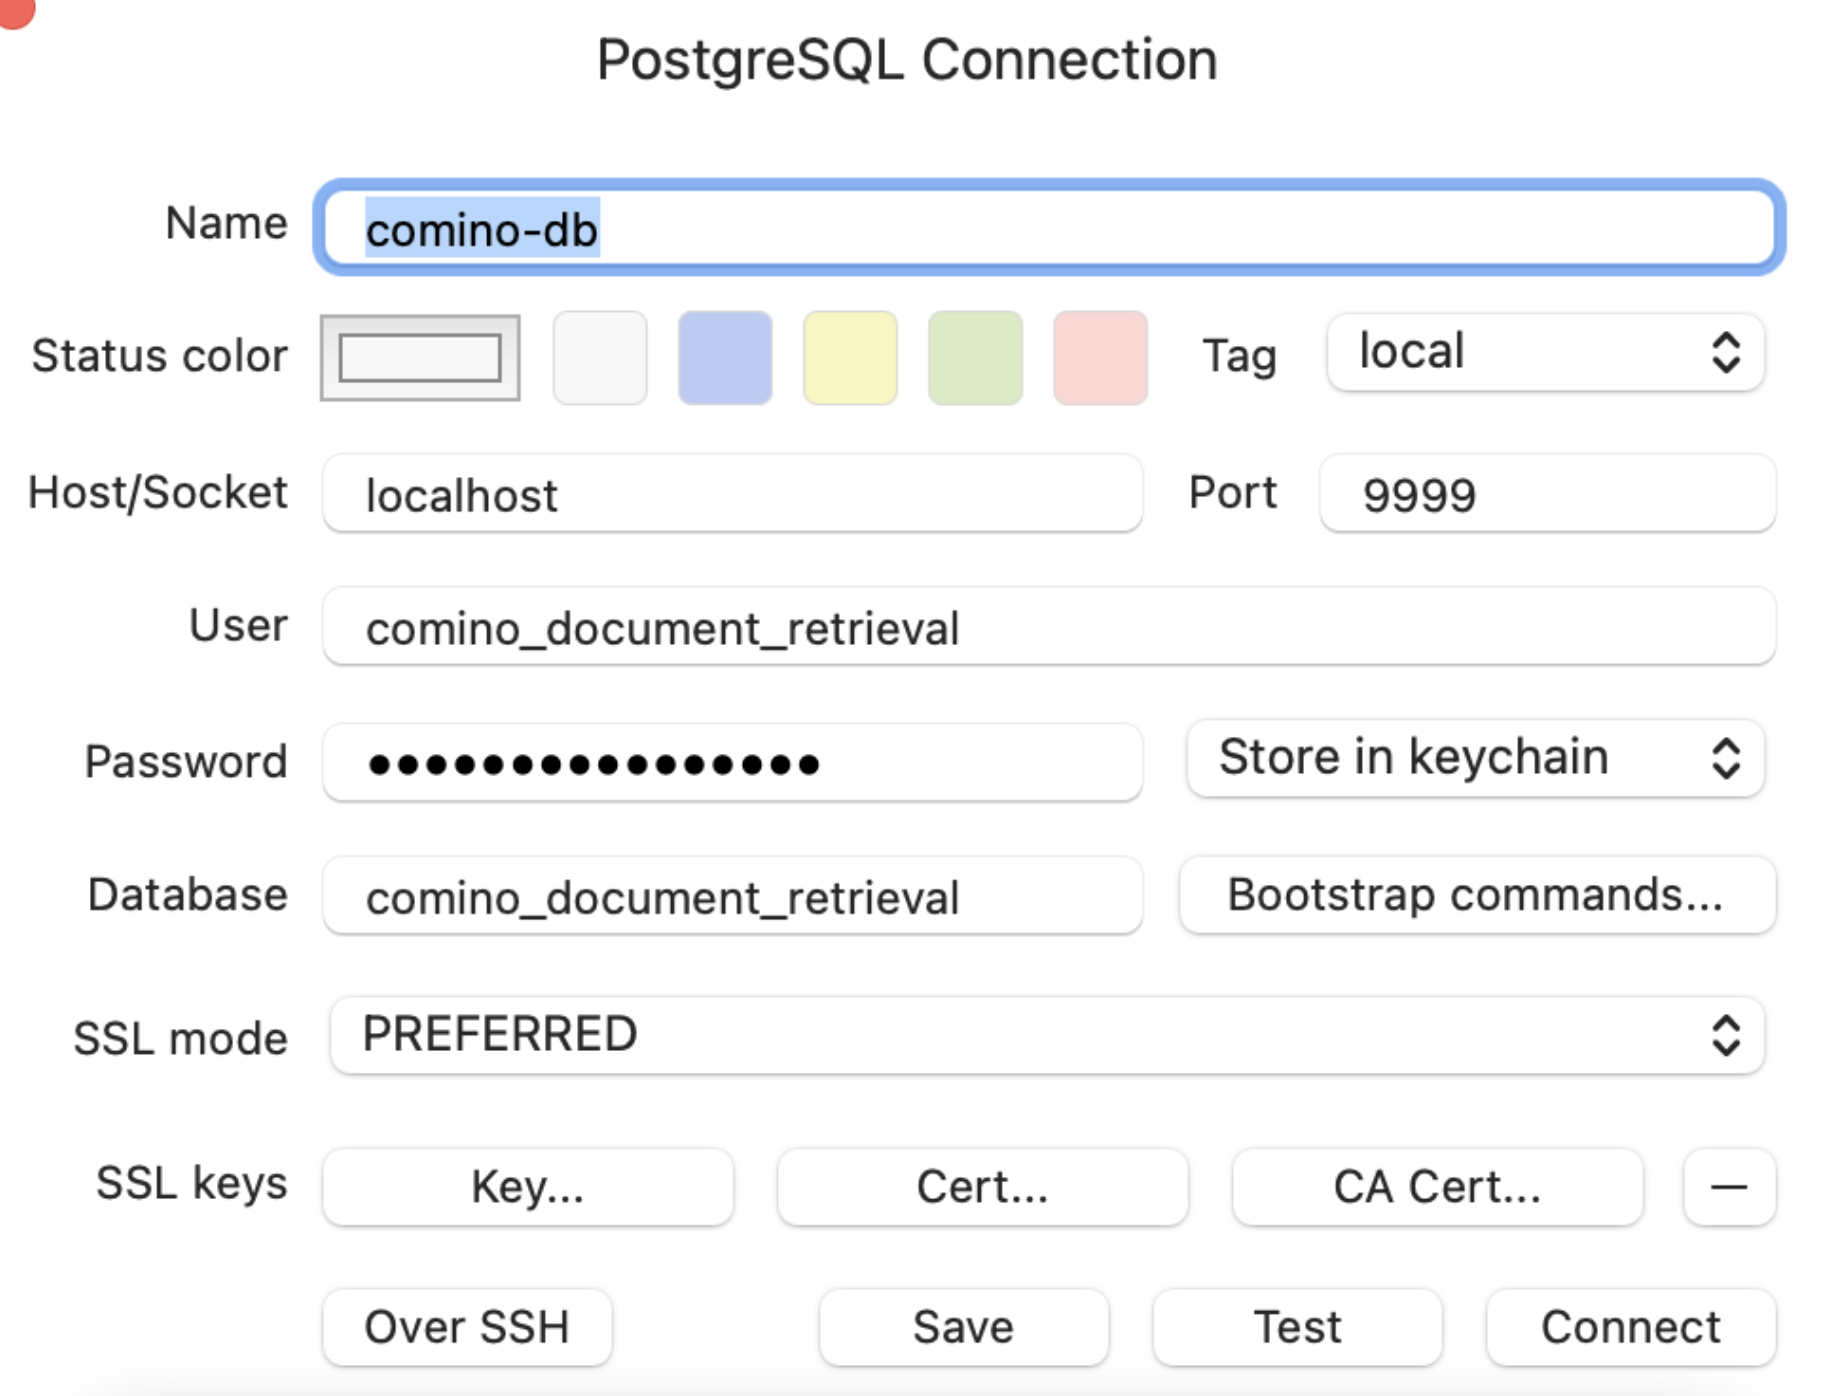 PostgreSQL Connection
Name comino-db
Status color Tag local
Host/Socket localhost Port 9999
User comino_document_retrieval
Password ●●●●●●●●●●●●●●●● Store in keychain
Database comino_document_retrieval Bootstrap commands...
SSL mode PREFERRED
SSL keys Key... Cert... CA Cert... —
Over SSH Save Test Connect